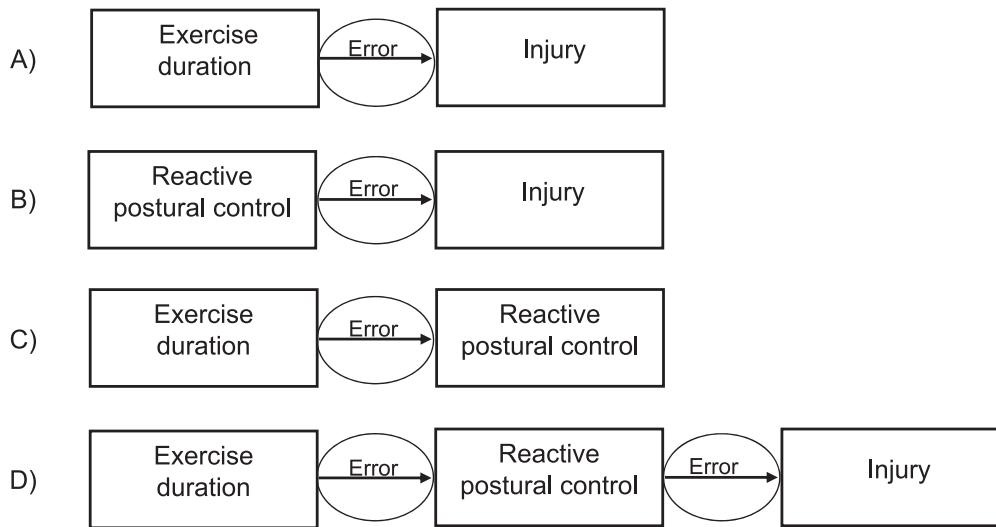 A)
Exercise
duration
Error
Injury
B)
Reactive
postural control
Error
Injury
C)
Exercise
duration
Error
Reactive
postural control
D)
Exercise
duration
Error
Reactive
postural control
Error
Injury